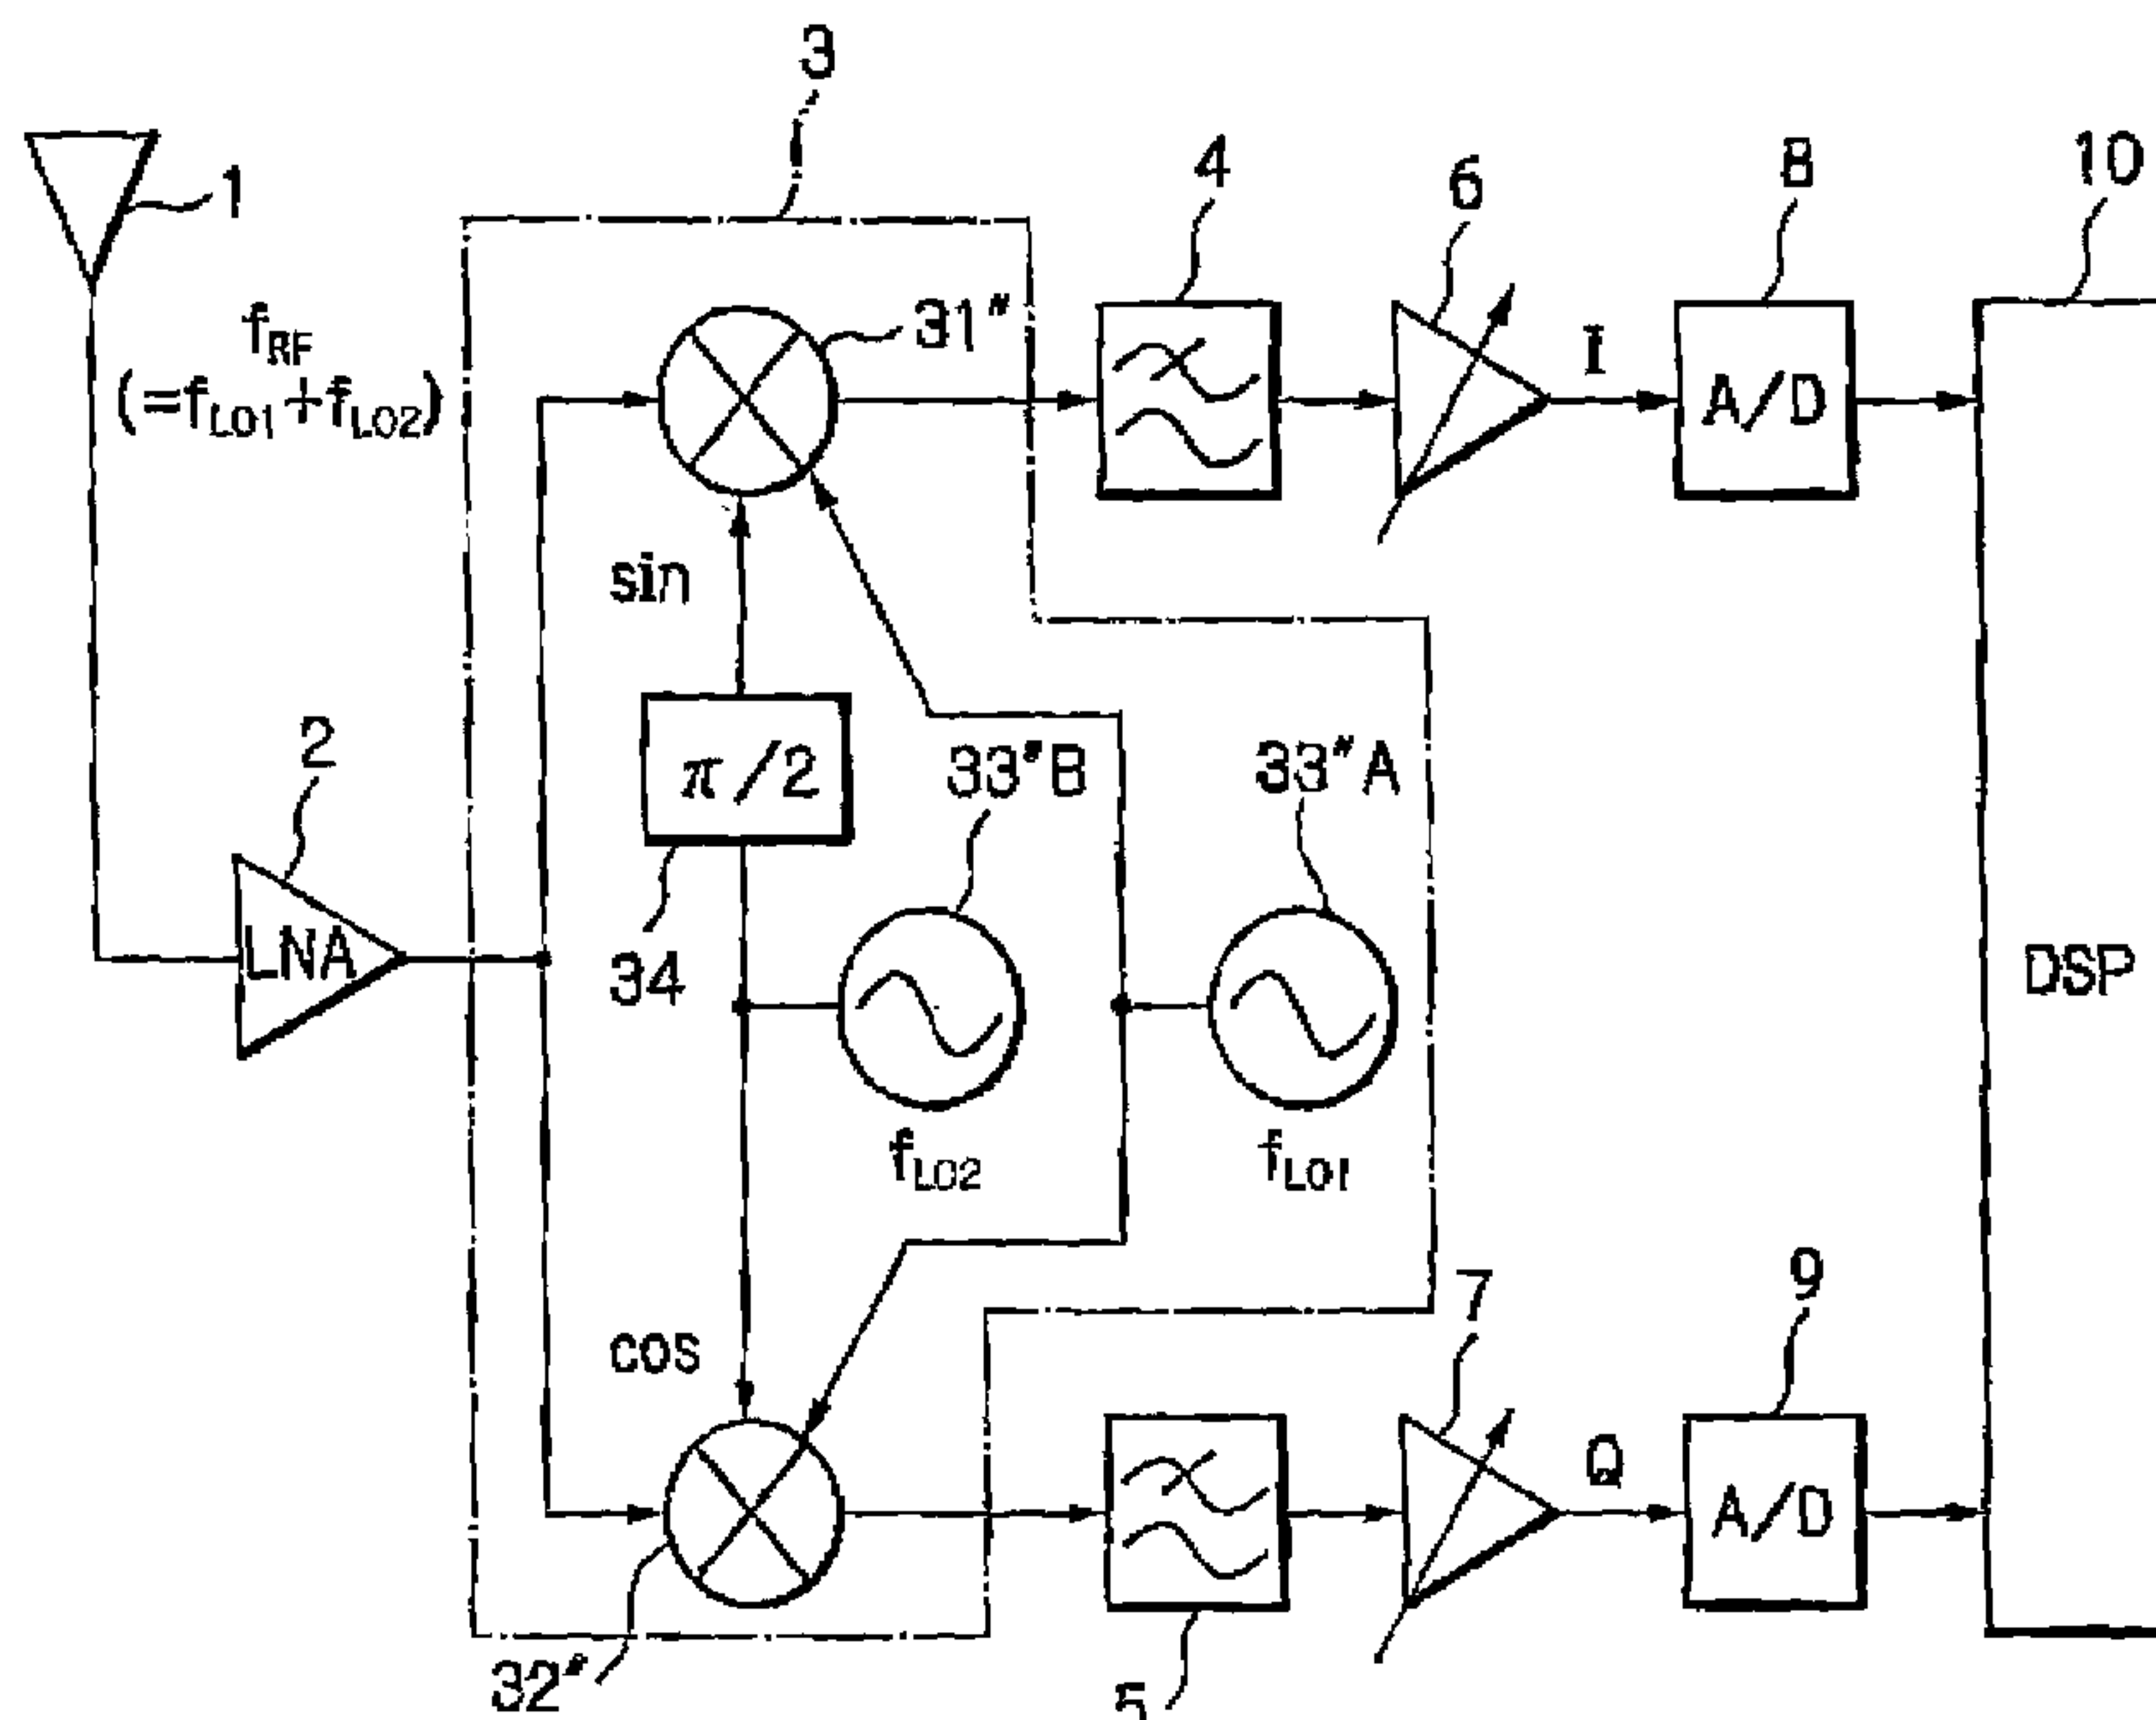 3
4
6
8
10
1
f_RF
(=f_LO1+f_LO2)
31"
I
A/D
sin
2
π/2
33"B
33"A
LNA
34
DSP
f_LO2
f_LO1
7
9
cos
Q
A/D
32"
5